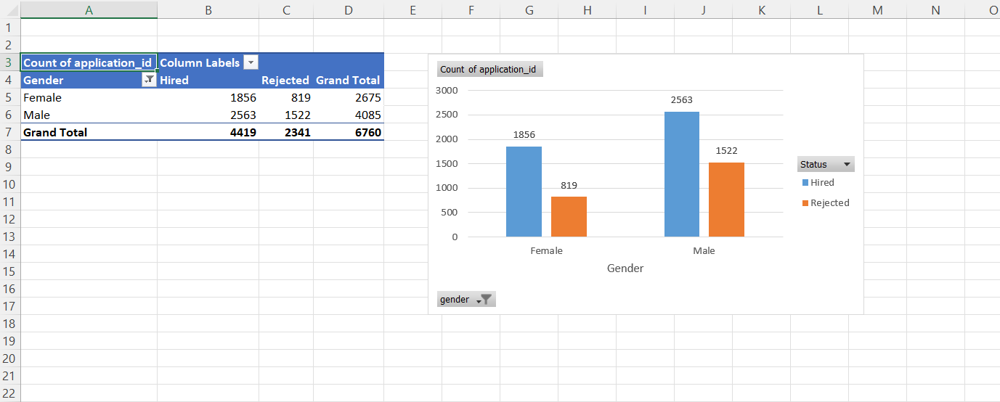 A B C D E F G H I J K L M N O
1
2
3 Count of application_id Column Labels
4 Gender Hired Rejected Grand Total
5 Female 1856 819 2675
6 Male 2563 1522 4085
7 Grand Total 4419 2341 6760
8
9
10
11
12
13
14
15
16
17
18
19
20
21
22
Count of application_id
3000
2500
2000
1500
1000
500
0
1856
819
2563
1522
Female Male
Gender
Status
Hired
Rejected
gender